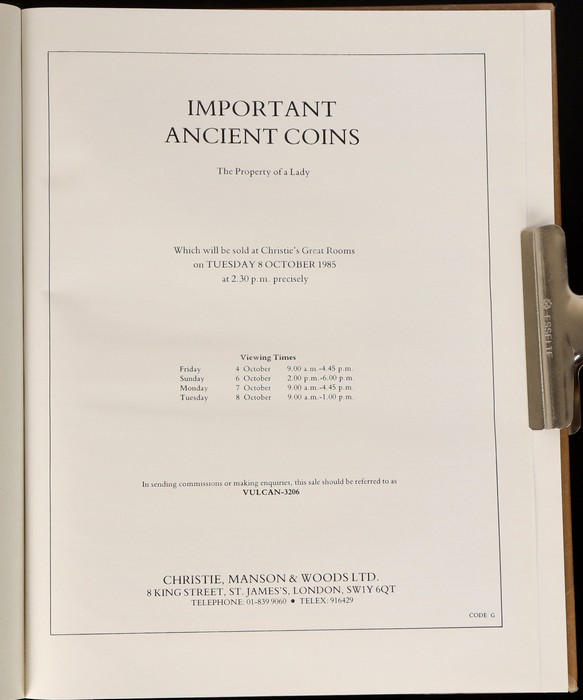 IMPORTANT
ANCIENT COINS
The Property of a Lady
Which will be sold at Christie's Great Rooms
on TUESDAY 8 OCTOBER 1985
at 2.30 p.m. precisely
Viewing Times
Friday 4 October 9.00 a.m.-4.45 p.m.
Sunday 6 October 2.00 p.m.-6.00 p.m.
Monday 7 October 9.00 a.m.-4.45 p.m.
Tuesday 8 October 9.00 a.m.-1.00 p.m.
In sending commissions or making enquiries, this sale should be referred to as
VULCAN-3206
CHRISTIE, MANSON & WOODS LTD.
8 KING STREET, ST. JAMES'S, LONDON, SW1Y 6QT
TELEPHONE: 01-839 9060 ● TELEX: 916429
CODE: G
ESSELTE